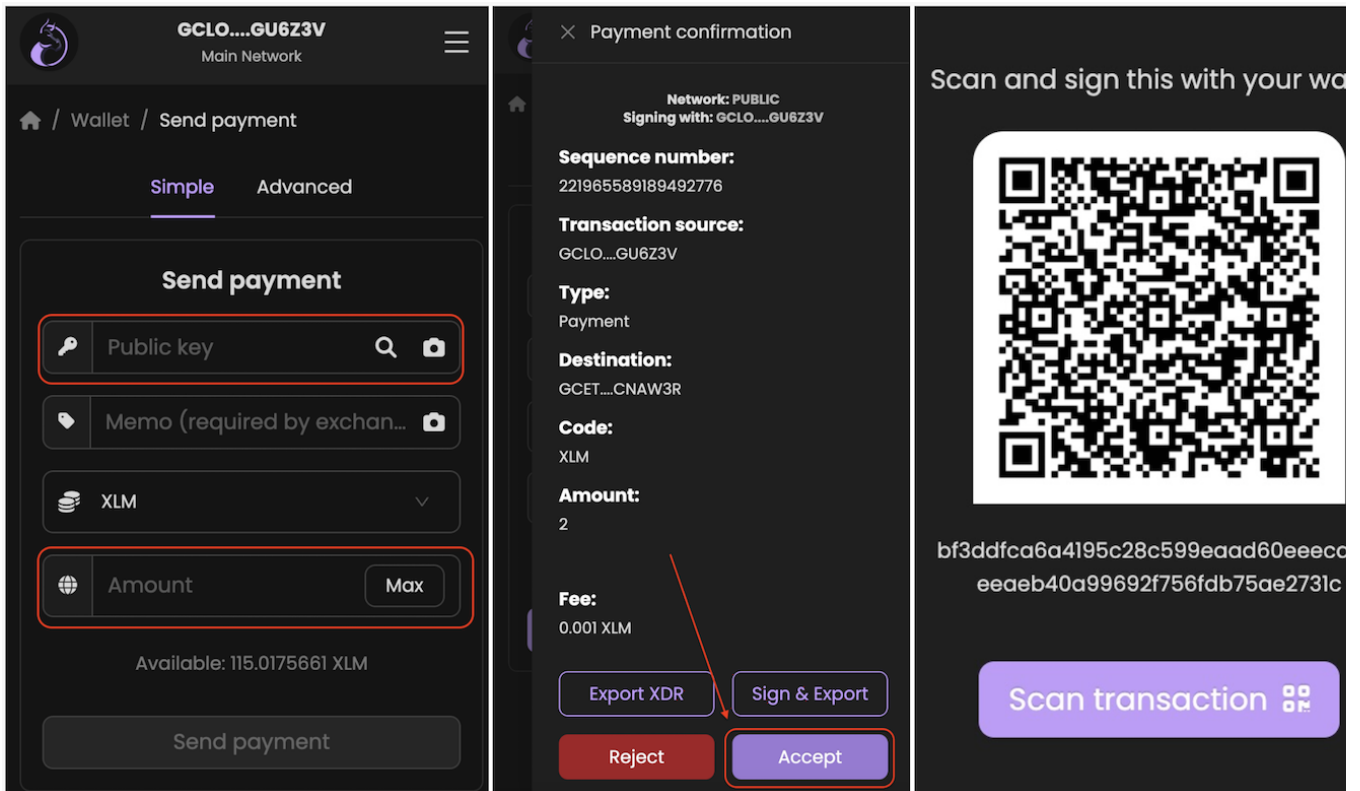 GCLO....GU6Z3V
Main Network
/ Wallet / Send payment
Simple Advanced
Send payment
Public key
Memo (required by exchan...
XLM
Amount Max
Available: 115.0175661 XLM
Send payment
Payment confirmation
Network: PUBLIC
Signing with: GCLO....GU6Z3V
Sequence number:
221965589189492776
Transaction source:
GCLO....GU6Z3V
Type:
Payment
Destination:
GCET....CNAW3R
Code:
XLM
Amount:
2
Fee:
0.001 XLM
Export XDR Sign & Export
Reject Accept
Scan and sign this with your wa
bf3ddfca6a4195c28c599eaad60eeec
eeaeb40a99692f756fdb75ae2731c
Scan transaction